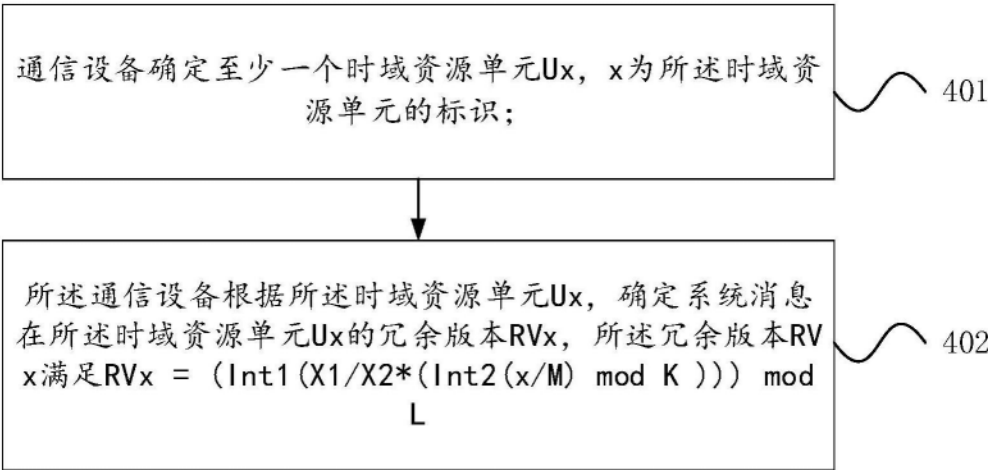 通信设备确定至少一个时域资源单元Ux，x为所述时域资
源单元的标识；
401
所述通信设备根据所述时域资源单元Ux，确定系统消息
在所述时域资源单元Ux的冗余版本RVx，所述冗余版本RV
x满足RVx = (Int1(X1/X2*(Int2(x/M) mod K ))) mod
L
402